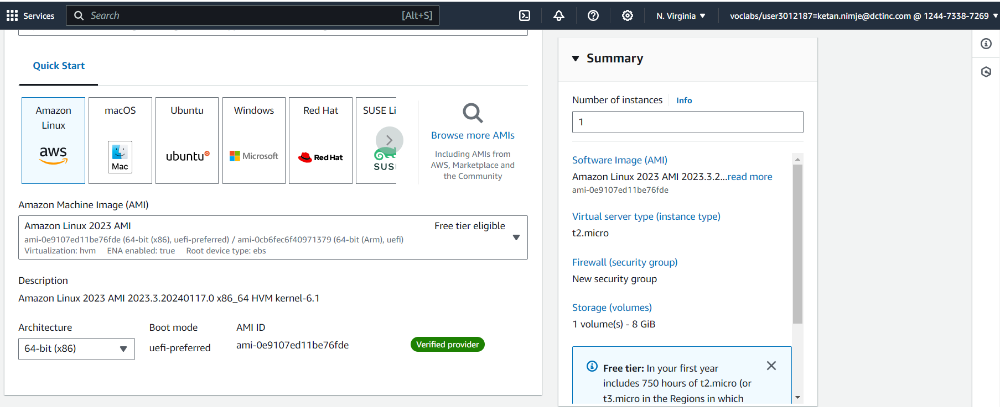 Services
Search
[Alt+S]
N. Virginia
voclabs/user3012187=ketan.nimje@dctinc.com @ 1244-7338-7269
Quick Start
Amazon
Linux
aws
macOS
Mac
Ubuntu
ubuntu
Windows
Microsoft
Red Hat
Red Hat
SUSE Li
SUS
Browse more AMIs
Including AMIs from
AWS, Marketplace and
the Community
Amazon Machine Image (AMI)
Amazon Linux 2023 AMI
Free tier eligible
ami-0e9107ed11be76fde (64-bit (x86), uefi-preferred) / ami-0cb6fec6f40971379 (64-bit (Arm), uefi)
Virtualization: hvm ENA enabled: true Root device type: ebs
Description
Amazon Linux 2023 AMI 2023.3.20240117.0 x86_64 HVM kernel-6.1
Architecture
64-bit (x86)
Boot mode
uefi-preferred
AMI ID
ami-0e9107ed11be76fde
Verified provider
Summary
Number of instances
Info
1
Software Image (AMI)
Amazon Linux 2023 AMI 2023.3.2...read more
ami-0e9107ed11be76fde
Virtual server type (instance type)
t2.micro
Firewall (security group)
New security group
Storage (volumes)
1 volume(s) - 8 GiB
Free tier: In your first year
includes 750 hours of t2.micro (or
t3.micro in the Regions in which